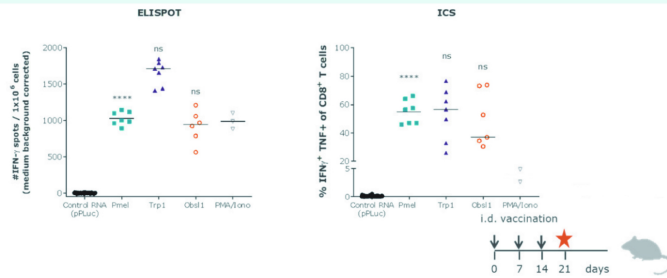 ELISPOT
#IFN-γ spots / 1x10⁶ cells
(medium background corrected)
2000
1500
1000
500
0
****
ns
ns
Control RNA
(pPLuc)
Pmel
Trp1
Obsl1
PMA/Iono
ICS
% IFNγ⁺ TNF+ of CD8⁺ T cells
100
80
60
40
20
5
0
****
ns
ns
Control RNA
(pPLuc)
Pmel
Trp1
Obsl1
PMA/Iono
i.d. vaccination
0 7 14 21 days